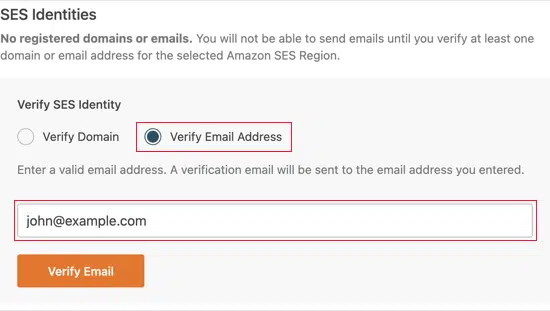 SES Identities
No registered domains or emails. You will not be able to send emails until you verify at least one
domain or email address for the selected Amazon SES Region.
Verify SES Identity
Verify Domain Verify Email Address
Enter a valid email address. A verification email will be sent to the email address you entered.
john@example.com
Verify Email